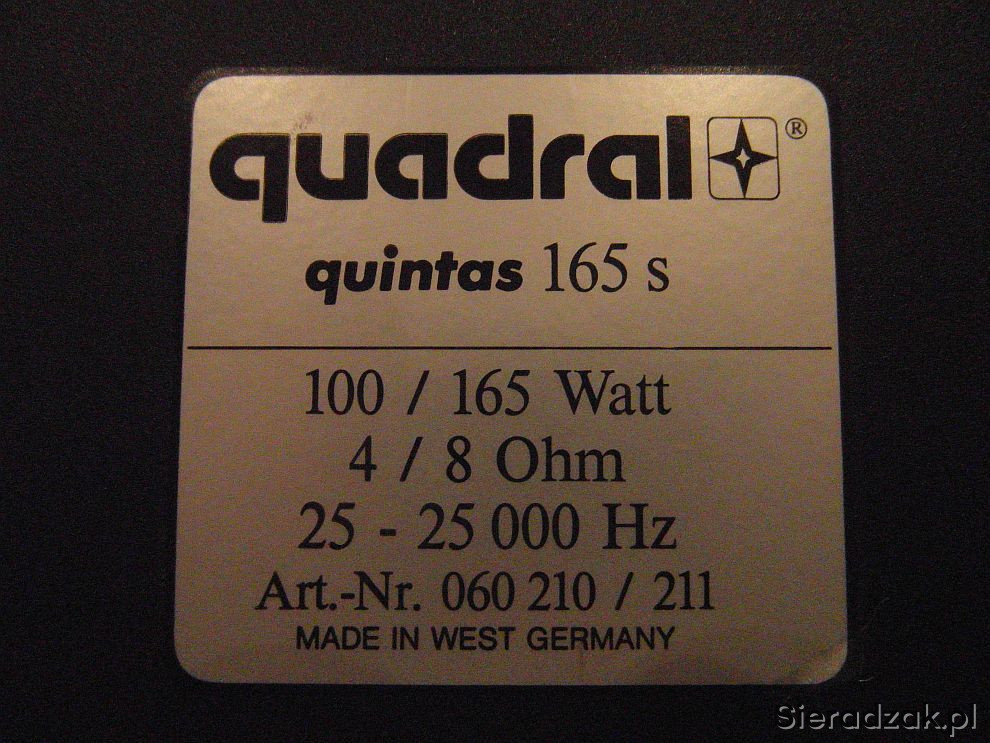 quadral ®
quintas 165 s
100 / 165 Watt
4 / 8 Ohm
25 - 25 000 Hz
Art.-Nr. 060 210 / 211
MADE IN WEST GERMANY
Sieradzak.pl